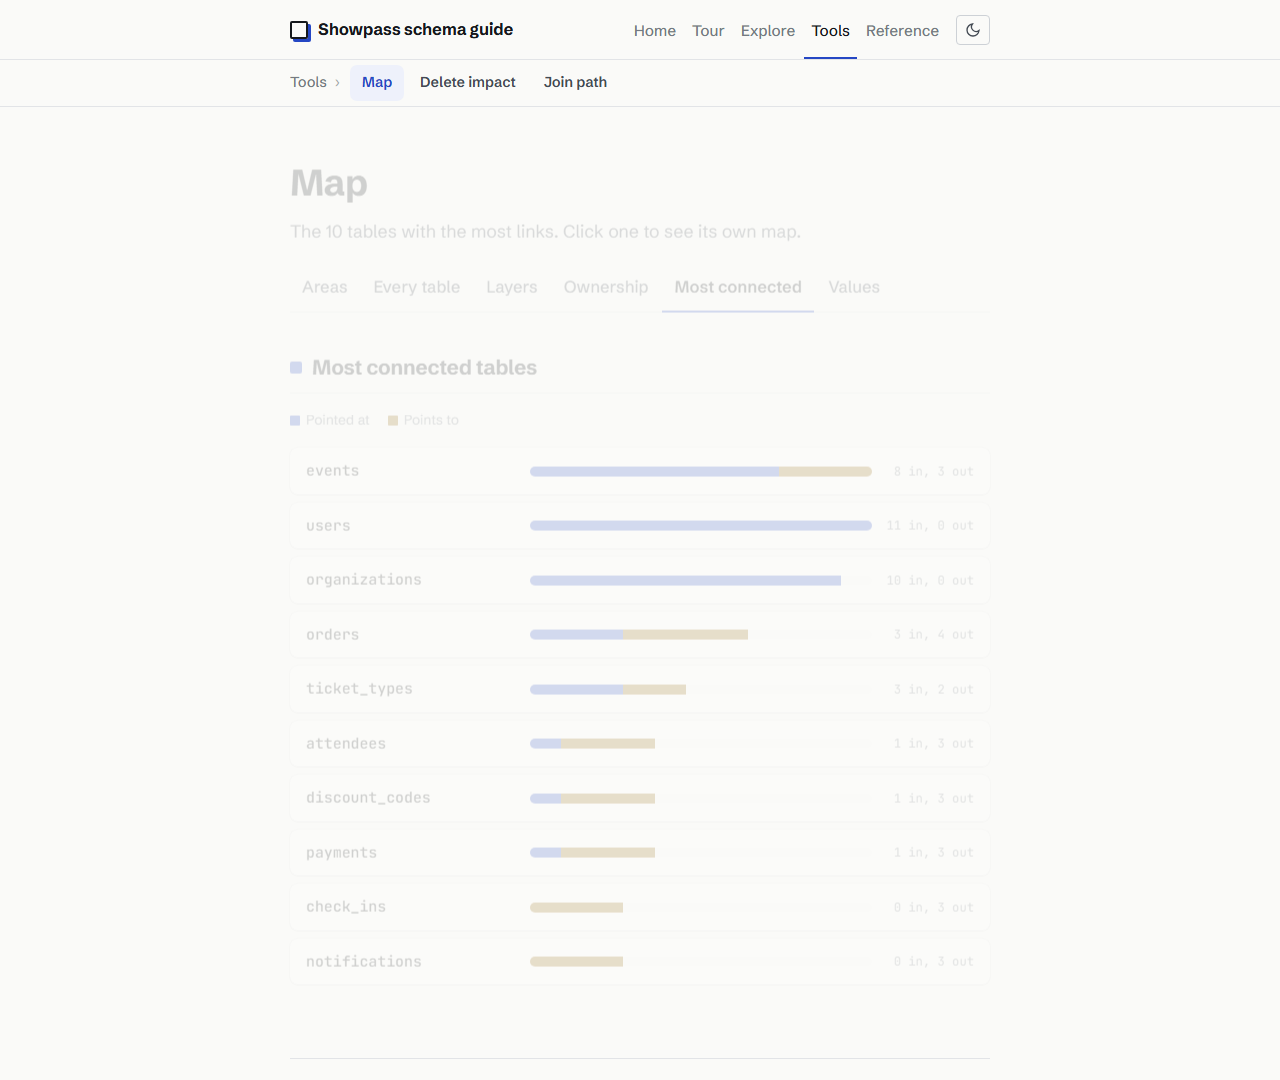 Showpass schema guide
Home Tour Explore Tools Reference
Tools › Map Delete impact Join path
Map
The 10 tables with the most links. Click one to see its own map.
Areas Every table Layers Ownership Most connected Values
Most connected tables
Pointed at Points to
events 8 in, 3 out
users 11 in, 0 out
organizations 10 in, 0 out
orders 3 in, 4 out
ticket_types 3 in, 2 out
attendees 1 in, 3 out
discount_codes 1 in, 3 out
payments 1 in, 3 out
check_ins 0 in, 3 out
notifications 0 in, 3 out